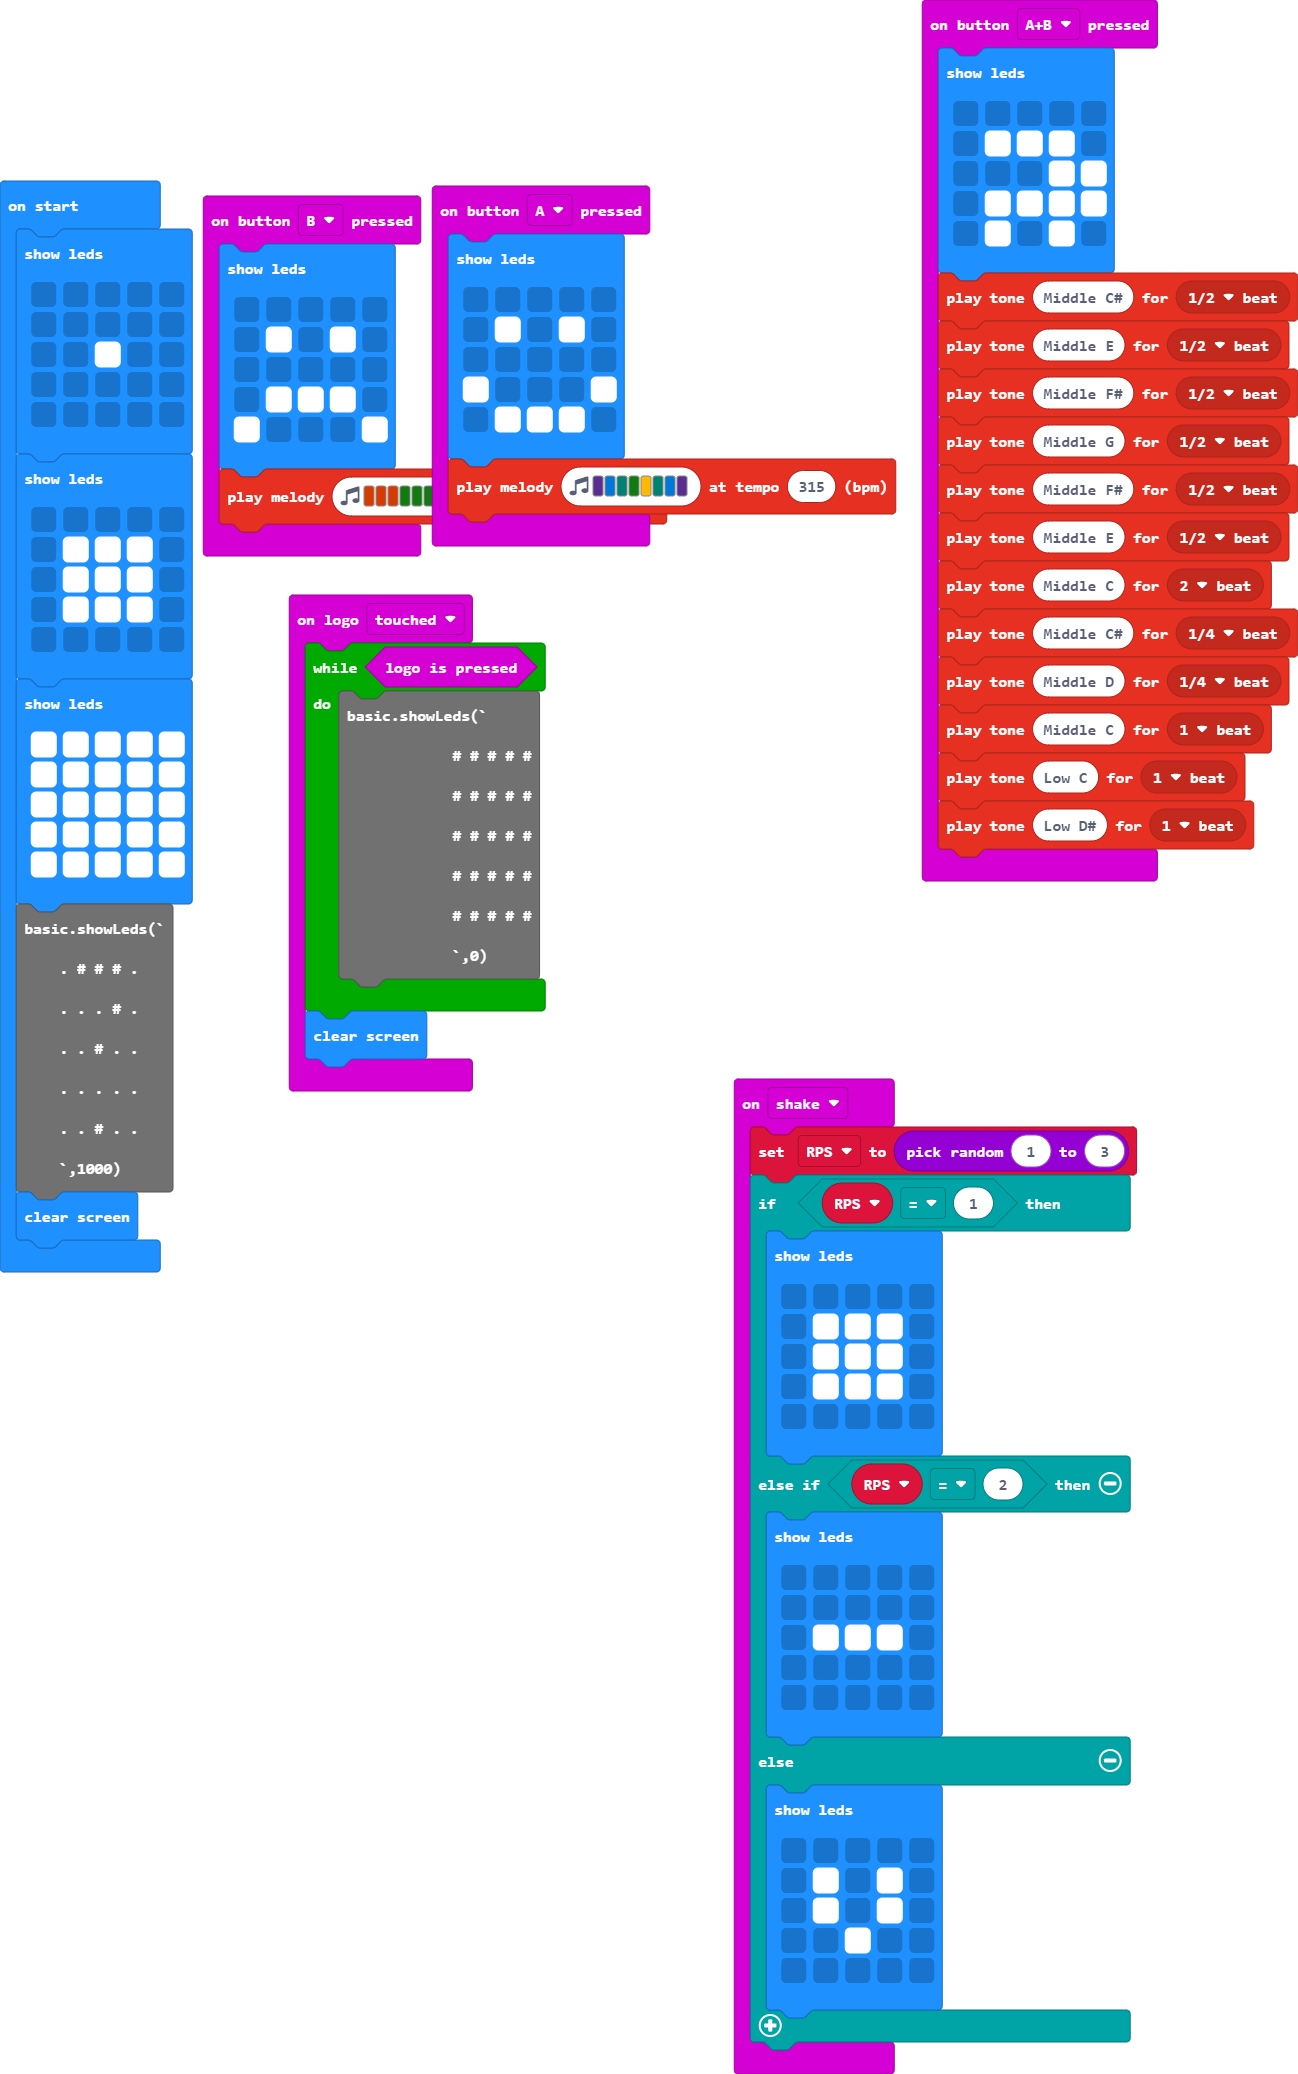 on start
show leds
show leds
show leds
basic.showLeds(`
. # # # .
. . . # .
. . # . .
. . . . .
. . # . .
`,1000)
clear screen
on button B pressed
show leds
play melody
on button A pressed
show leds
play melody at tempo 315 (bpm)
on logo touched
while logo is pressed
do
basic.showLeds(`
# # # # #
# # # # #
# # # # #
# # # # #
# # # # #
`,0)
clear screen
on button A+B pressed
show leds
play tone Middle C# for 1/2 beat
play tone Middle E for 1/2 beat
play tone Middle F# for 1/2 beat
play tone Middle G for 1/2 beat
play tone Middle F# for 1/2 beat
play tone Middle E for 1/2 beat
play tone Middle C for 2 beat
play tone Middle C# for 1/4 beat
play tone Middle D for 1/4 beat
play tone Middle C for 1 beat
play tone Low C for 1 beat
play tone Low D# for 1 beat
on shake
set RPS to pick random 1 to 3
if RPS = 1 then
show leds
else if RPS = 2 then
show leds
else
show leds